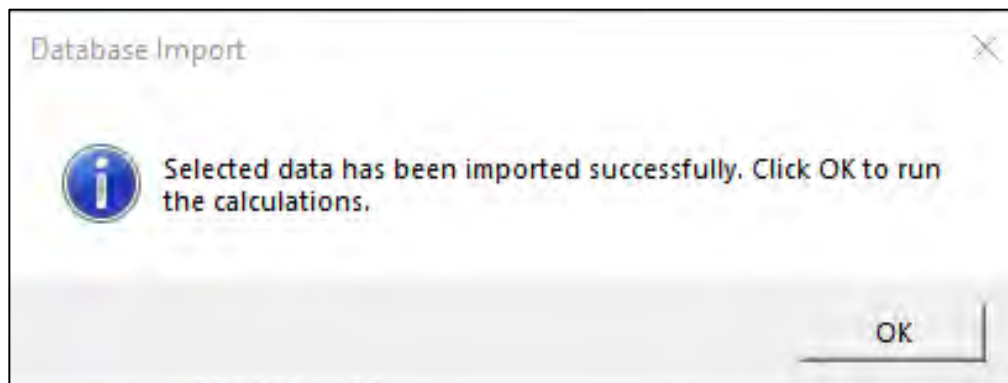 Database Import
Selected data has been imported successfully. Click OK to run
the calculations.
OK